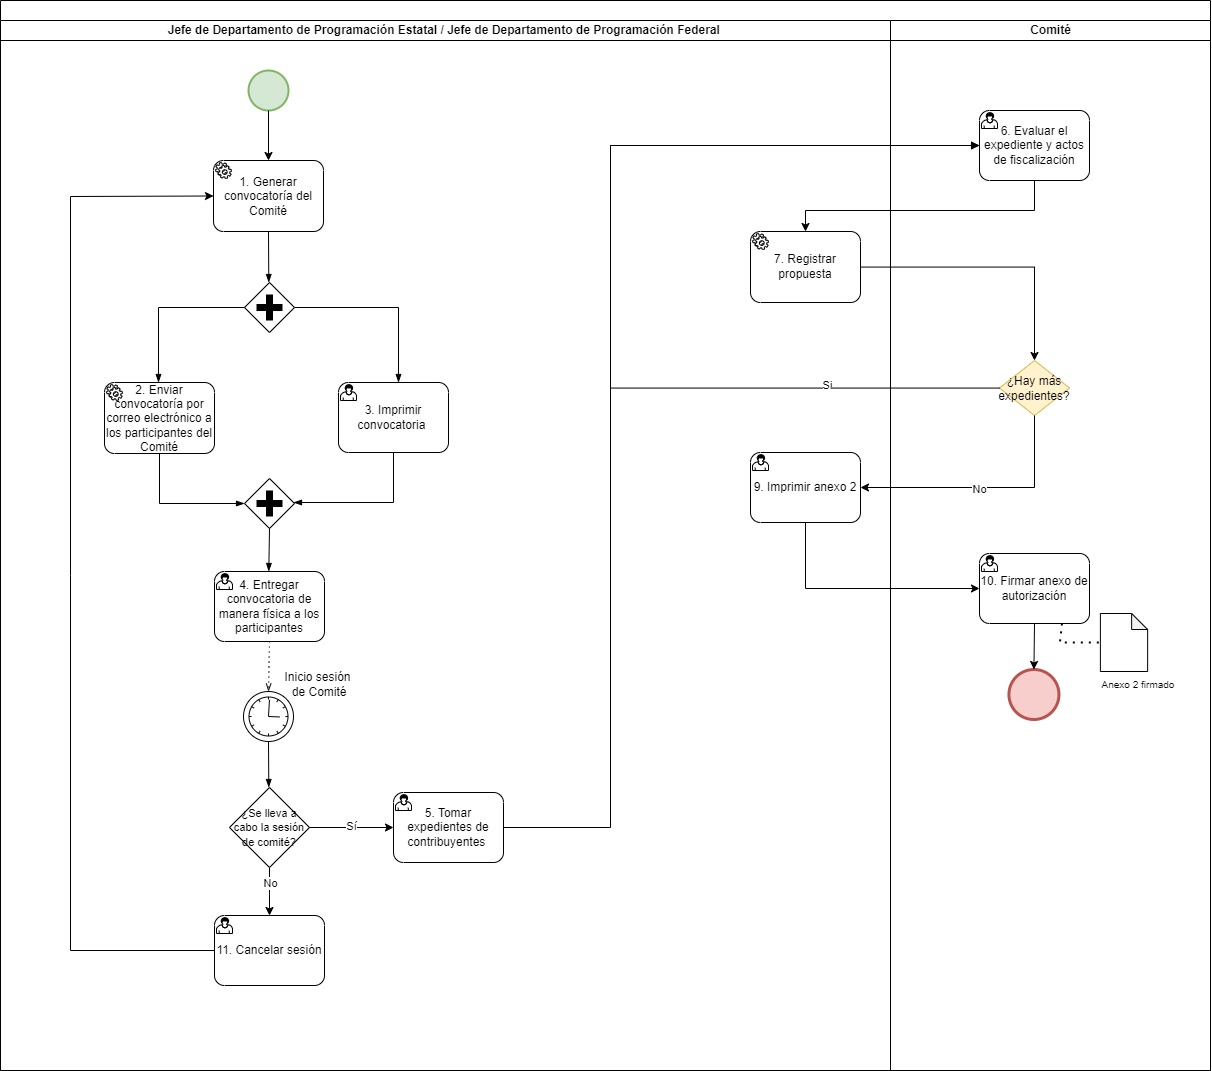 Jefe de Departamento de Programación Estatal / Jefe de Departamento de Programación Federal
Comité
1. Generar
convocatoría del
Comité
2. Enviar
convocatoría por
correo electrónico a
los participantes del
Comité
3. Imprimir
convocatoria
4. Entregar
convocatoria de
manera física a los
participantes
Inicio sesión
de Comité
¿Se lleva a
cabo la sesión
de comité?
Sí
No
5. Tomar
expedientes de
contribuyentes
11. Cancelar sesión
6. Evaluar el
expediente y actos
de fiscalización
7. Registrar
propuesta
¿Hay más
expedientes?
Si
No
9. Imprimir anexo 2
10. Firmar anexo de
autorización
Anexo 2 firmado